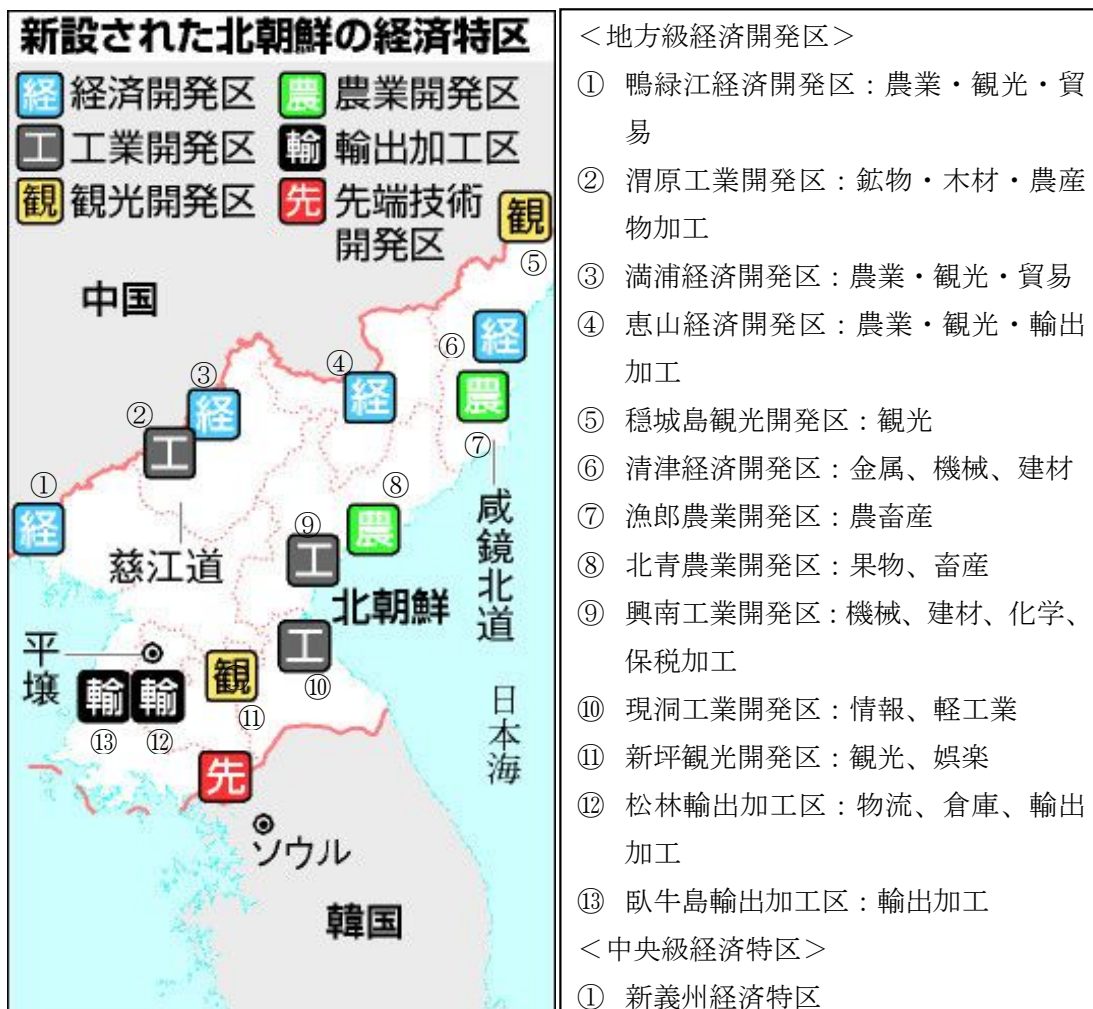 新設された北朝鮮の経済特区
経 経済開発区 農 農業開発区
工 工業開発区 輸 輸出加工区
観 観光開発区 先 先端技術
開発区
観
⑤
中国
⑥ 経
④
経
③
経
農
②
工
⑦
①
経
⑧
農
⑨
工
咸鏡北道
慈江道
北朝鮮
工
⑩
平壌
輸 輸
⑬ ⑫
観
⑪
日本海
先
ソウル
韓国
＜地方級経済開発区＞
① 鴨緑江経済開発区：農業・観光・貿
易
② 渭原工業開発区：鉱物・木材・農産
物加工
③ 満浦経済開発区：農業・観光・貿易
④ 恵山経済開発区：農業・観光・輸出
加工
⑤ 穏城島観光開発区：観光
⑥ 清津経済開発区：金属、機械、建材
⑦ 漁郎農業開発区：農畜産
⑧ 北青農業開発区：果物、畜産
⑨ 興南工業開発区：機械、建材、化学、
保税加工
⑩ 現洞工業開発区：情報、軽工業
⑪ 新坪観光開発区：観光、娯楽
⑫ 松林輸出加工区：物流、倉庫、輸出
加工
⑬ 臥牛島輸出加工区：輸出加工
＜中央級経済特区＞
① 新義州経済特区